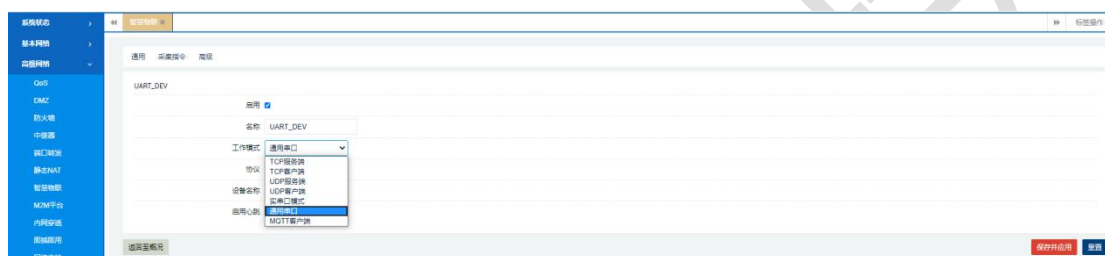 系统状态
基本网络
高级网络
QoS
DMZ
防火墙
中继器
端口转发
静态NAT
智慧物联
M2M平台
内网穿透
智慧物联
标签操作
通用 采集指令 高级
UART_DEV
启用
名称 UART_DEV
工作模式 通用串口
TCP服务端
TCP客户端
UDP服务端
UDP客户端
实串口模式
通用串口
MQTT客户端
协议
设备名称
启用心跳
返回至概况
保存并应用 重置